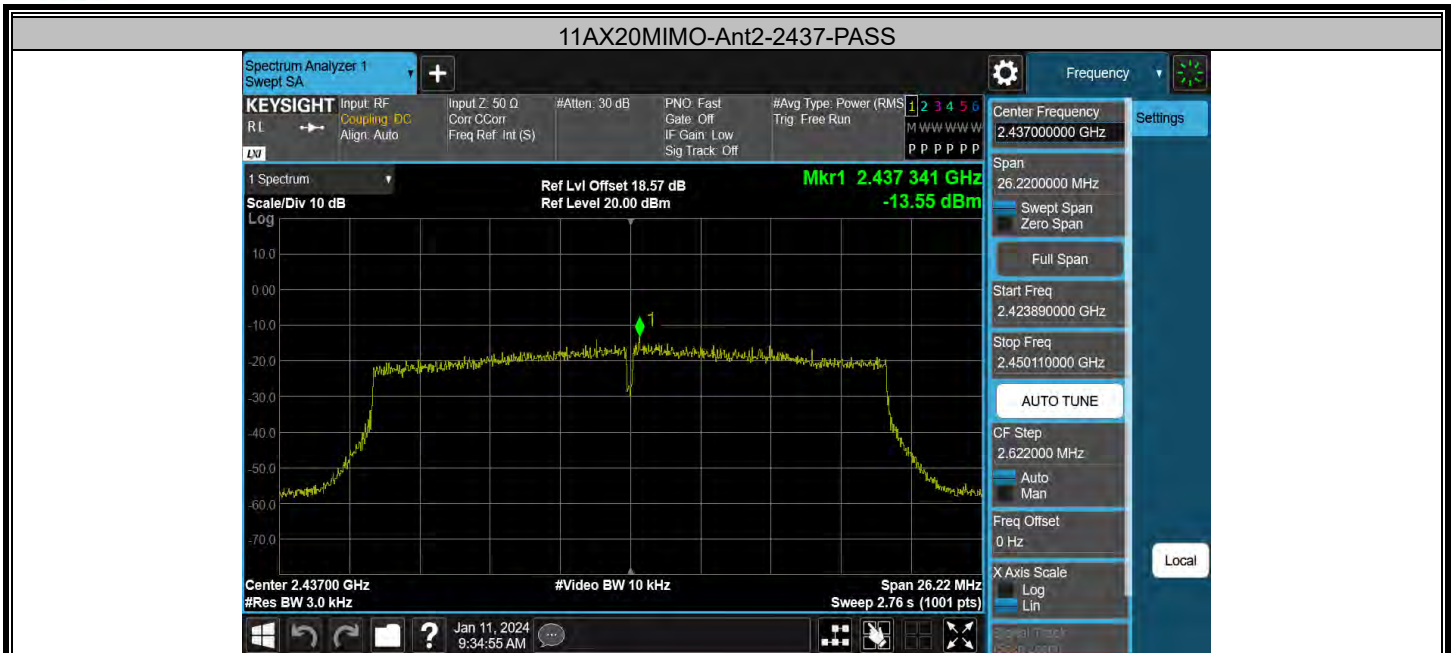 11AX20MIMO-Ant2-2437-PASS
Spectrum Analyzer 1
Swept SA
+
Frequency
KEYSIGHT
RL
LXI
Input: RF
Coupling: DC
Align: Auto
Input Z: 50 Ω
Corr CCorr
Freq Ref: Int (S)
#Atten: 30 dB
PNO: Fast
Gate: Off
IF Gain: Low
Sig Track: Off
#Avg Type: Power (RMS
Trig: Free Run
1 2 3 4 5 6
M W W W W W
P P P P P P
Center Frequency
2.437000000 GHz
Settings
Span
26.2200000 MHz
Swept Span
Zero Span
Full Span
Start Freq
2.423890000 GHz
Stop Freq
2.450110000 GHz
AUTO TUNE
CF Step
2.622000 MHz
Auto
Man
Freq Offset
0 Hz
X Axis Scale
Log
Lin
Local
1 Spectrum
Scale/Div 10 dB
Log
Ref Lvl Offset 18.57 dB
Ref Level 20.00 dBm
Mkr1 2.437 341 GHz
-13.55 dBm
10.0
0.00
-10.0
-20.0
-30.0
-40.0
-50.0
-60.0
-70.0
1
Center 2.43700 GHz
#Res BW 3.0 kHz
#Video BW 10 kHz
Span 26.22 MHz
Sweep 2.76 s (1001 pts)
?
Jan 11, 2024
9:34:55 AM